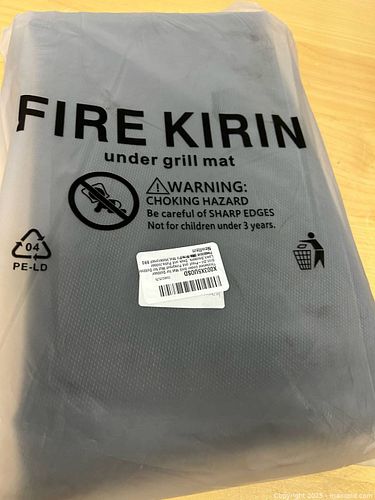 FIRE KIRIN
under grill mat
WARNING:
CHOKING HAZARD
Be careful of SHARP EDGES
Not for children under 3 years.
04
PE-LD
Copyright 2025 - maxsold.com